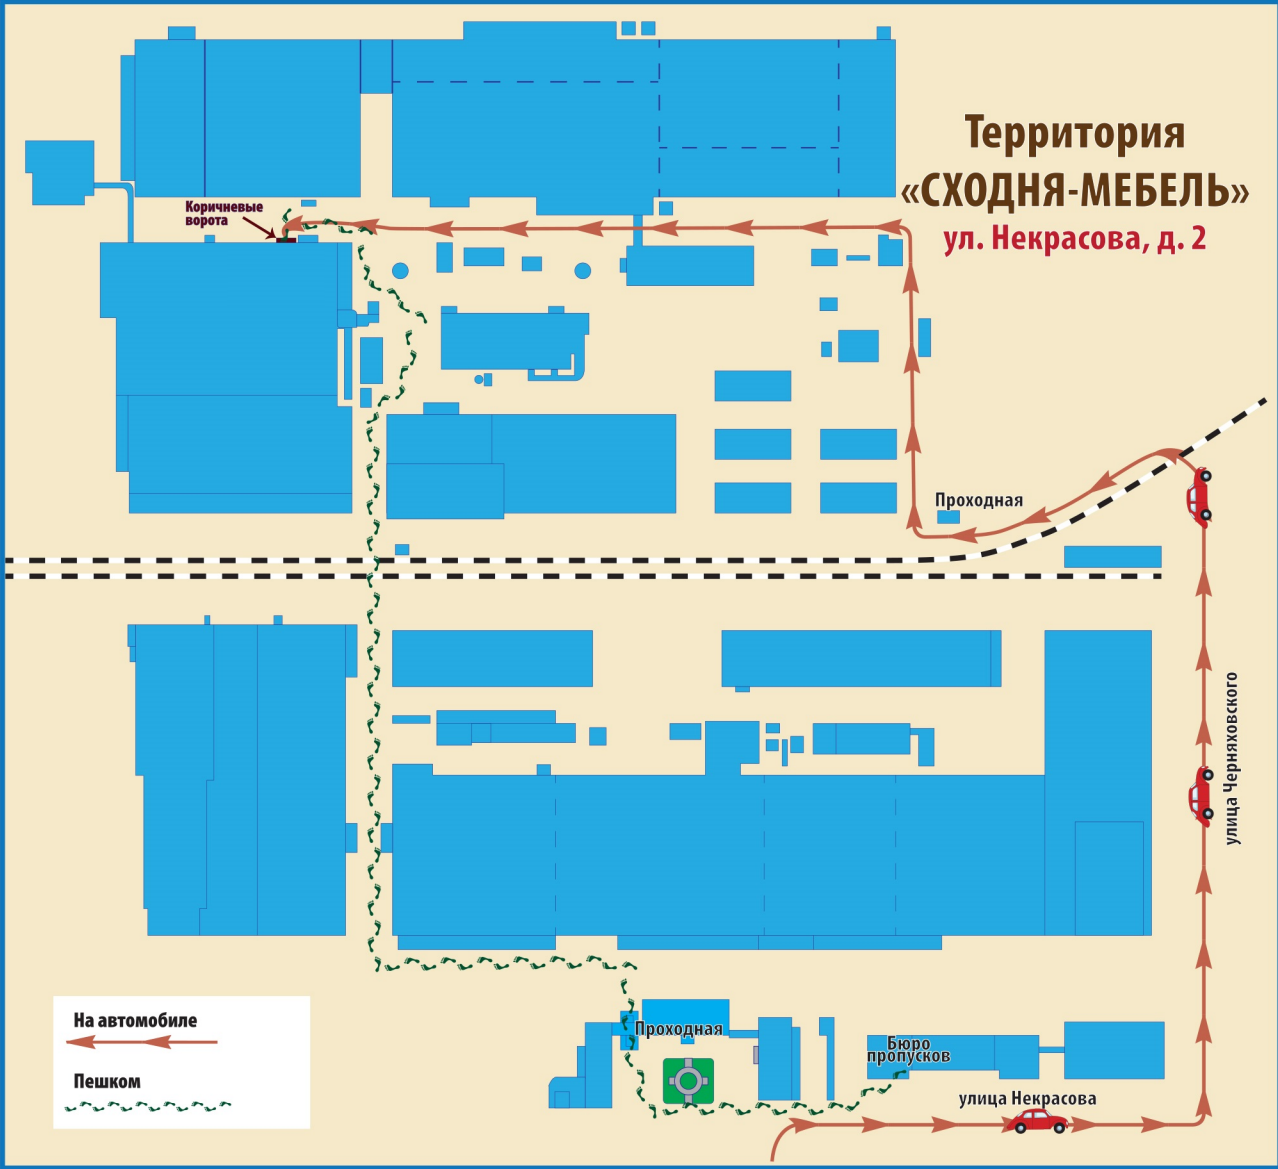 Территория
«СХОДНЯ-МЕБЕЛЬ»
ул. Некрасова, д. 2
Коричневые
ворота
Проходная
улица Черняховского
На автомобиле
Пешком
Проходная
Бюро
пропусков
улица Некрасова